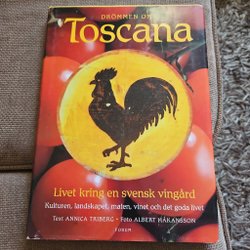 DRÖMMEN OM
Toscana
Livet kring en svensk vingård
Kulturen, landskapet, maten, vinet och det goda livet
Text ANNICA TRIBERG • Foto ALBERT HÅKANSSON
FORUM